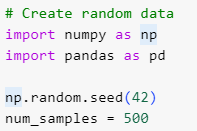 # Create random data
import numpy as np
import pandas as pd
np.random.seed(42)
num_samples = 500